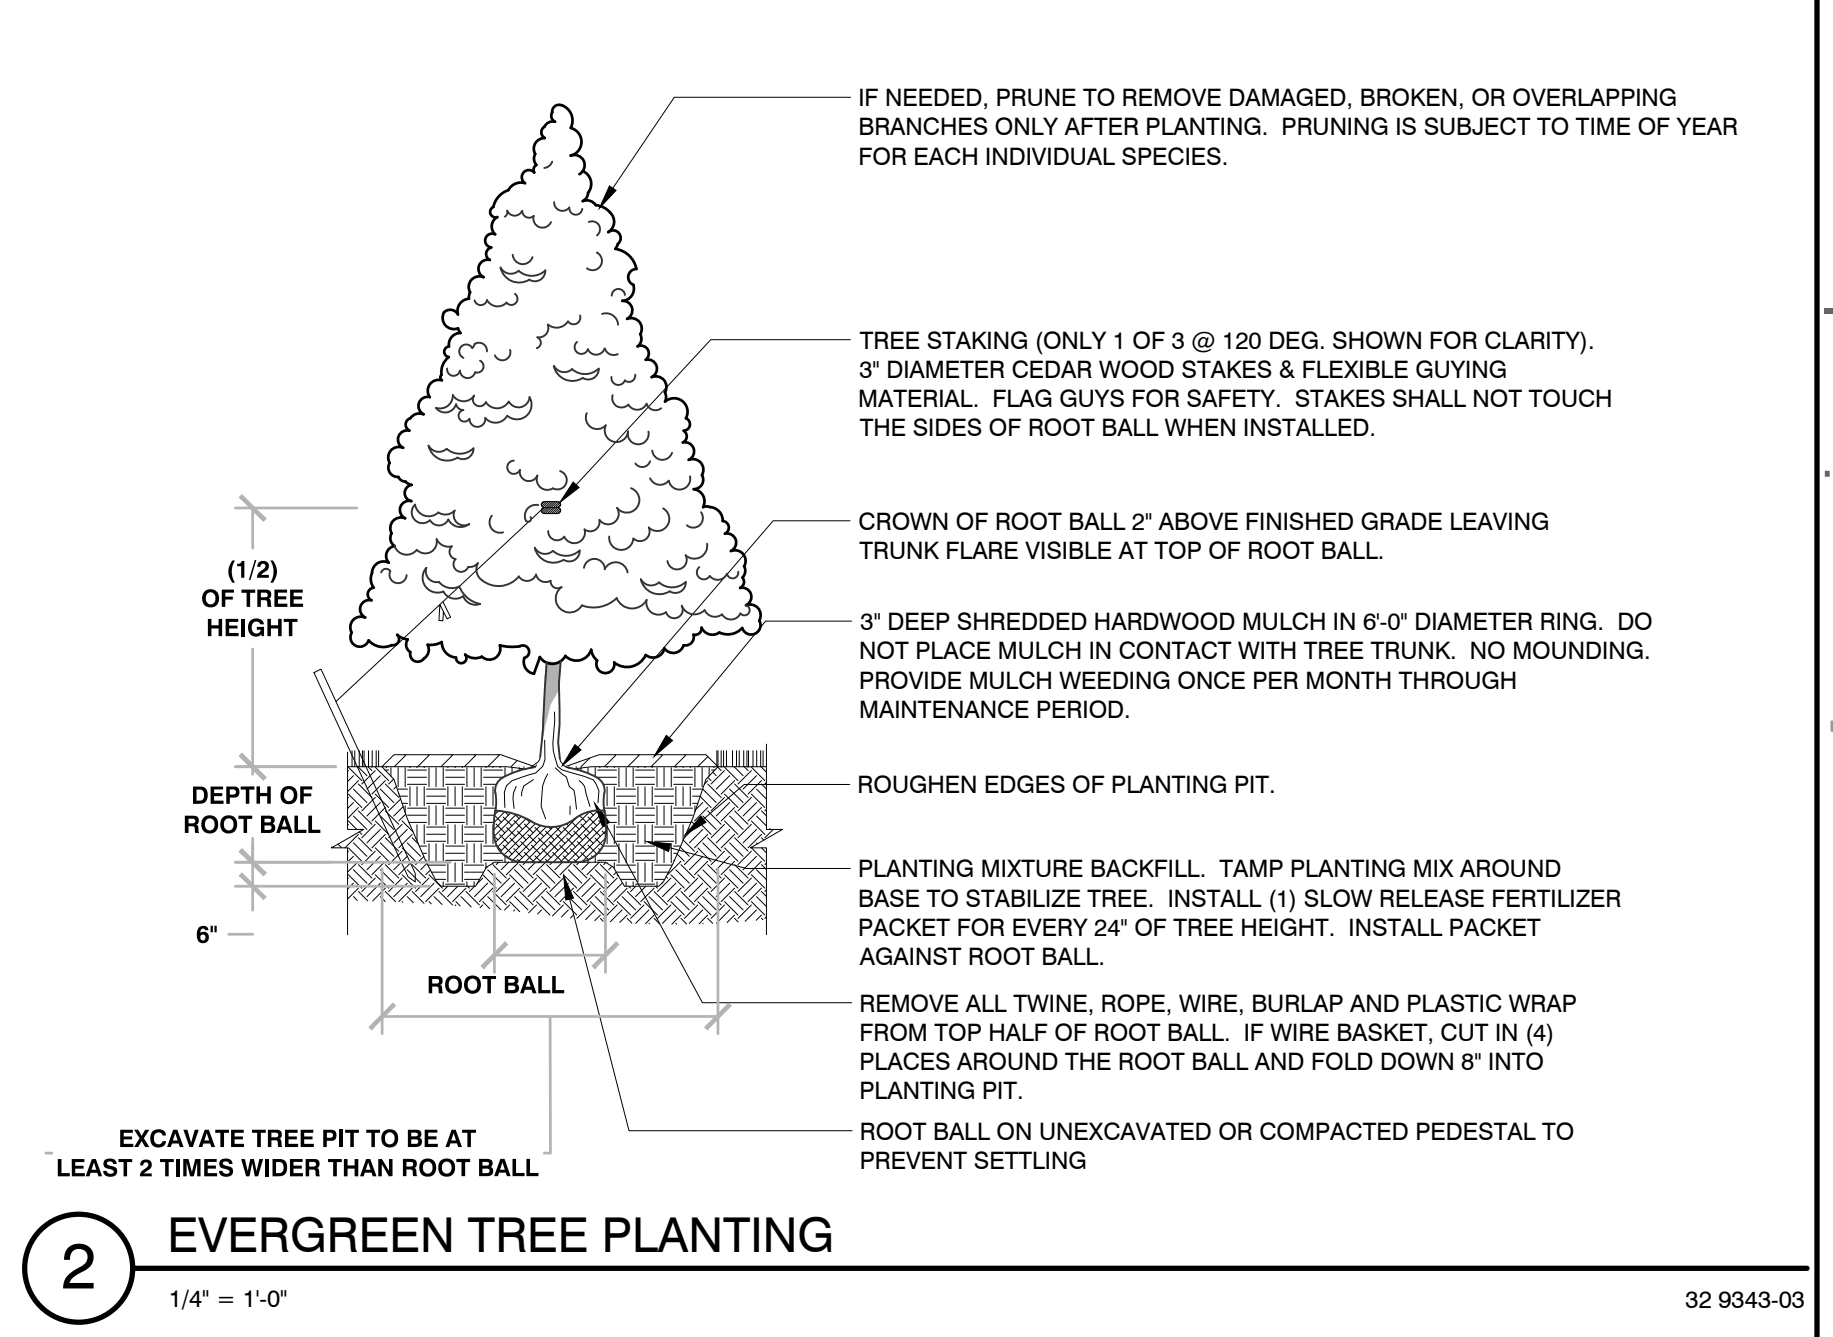 IF NEEDED, PRUNE TO REMOVE DAMAGED, BROKEN, OR OVERLAPPING
BRANCHES ONLY AFTER PLANTING. PRUNING IS SUBJECT TO TIME OF YEAR
FOR EACH INDIVIDUAL SPECIES.
TREE STAKING (ONLY 1 OF 3 @ 120 DEG. SHOWN FOR CLARITY).
3" DIAMETER CEDAR WOOD STAKES & FLEXIBLE GUYING
MATERIAL. FLAG GUYS FOR SAFETY. STAKES SHALL NOT TOUCH
THE SIDES OF ROOT BALL WHEN INSTALLED.
CROWN OF ROOT BALL 2" ABOVE FINISHED GRADE LEAVING
TRUNK FLARE VISIBLE AT TOP OF ROOT BALL.
3" DEEP SHREDDED HARDWOOD MULCH IN 6'-0" DIAMETER RING. DO
NOT PLACE MULCH IN CONTACT WITH TREE TRUNK. NO MOUNDING.
PROVIDE MULCH WEEDING ONCE PER MONTH THROUGH
MAINTENANCE PERIOD.
ROUGHEN EDGES OF PLANTING PIT.
PLANTING MIXTURE BACKFILL. TAMP PLANTING MIX AROUND
BASE TO STABILIZE TREE. INSTALL (1) SLOW RELEASE FERTILIZER
PACKET FOR EVERY 24" OF TREE HEIGHT. INSTALL PACKET
AGAINST ROOT BALL.
REMOVE ALL TWINE, ROPE, WIRE, BURLAP AND PLASTIC WRAP
FROM TOP HALF OF ROOT BALL. IF WIRE BASKET, CUT IN (4)
PLACES AROUND THE ROOT BALL AND FOLD DOWN 8" INTO
PLANTING PIT.
ROOT BALL ON UNEXCAVATED OR COMPACTED PEDESTAL TO
PREVENT SETTLING
(1/2)
OF TREE
HEIGHT
DEPTH OF
ROOT BALL
6"
ROOT BALL
EXCAVATE TREE PIT TO BE AT
LEAST 2 TIMES WIDER THAN ROOT BALL
2
EVERGREEN TREE PLANTING
1/4" = 1'-0"
32 9343-03